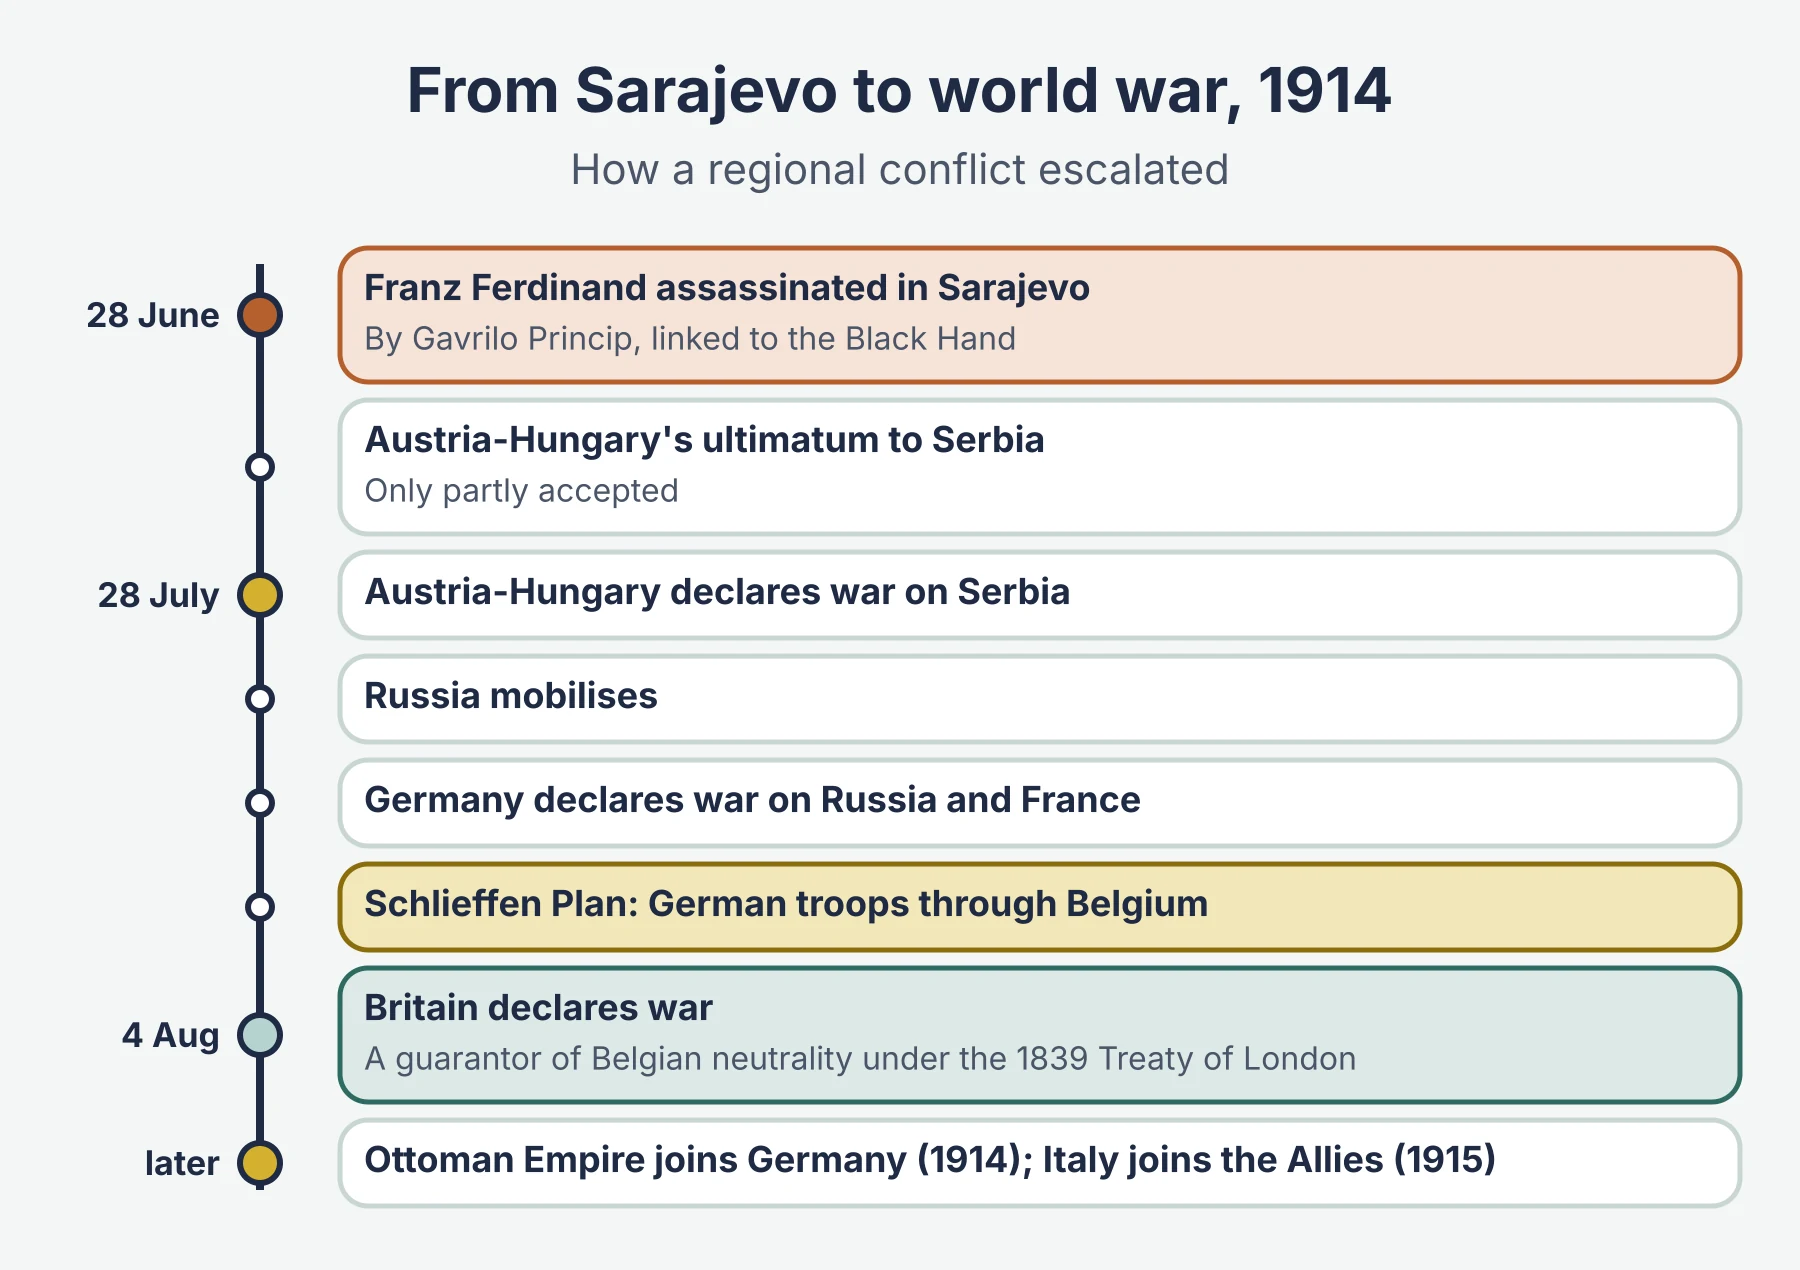 From Sarajevo to world war, 1914
How a regional conflict escalated
28 June
Franz Ferdinand assassinated in Sarajevo
By Gavrilo Princip, linked to the Black Hand
Austria-Hungary's ultimatum to Serbia
Only partly accepted
28 July
Austria-Hungary declares war on Serbia
Russia mobilises
Germany declares war on Russia and France
Schlieffen Plan: German troops through Belgium
4 Aug
Britain declares war
A guarantor of Belgian neutrality under the 1839 Treaty of London
later
Ottoman Empire joins Germany (1914); Italy joins the Allies (1915)